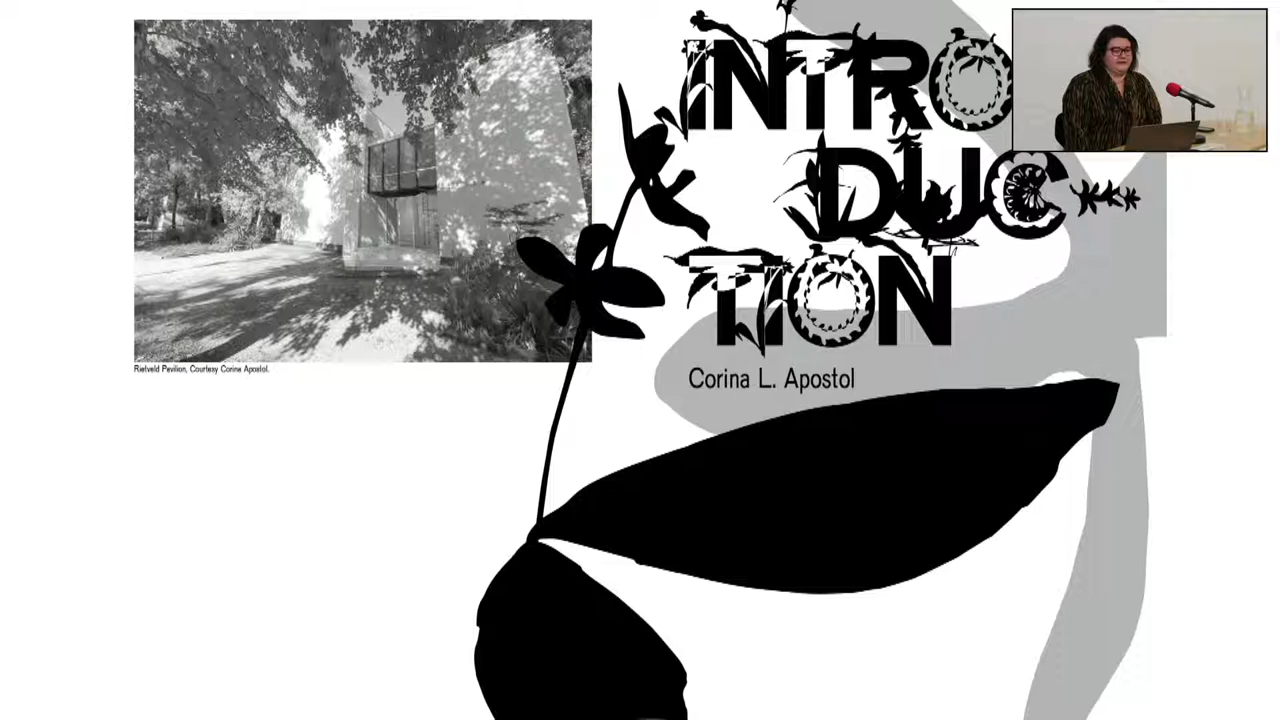 INTRO
DUC
TION
Corina L. Apostol
Rietveld Pavilion, Courtesy Corina Apostol.